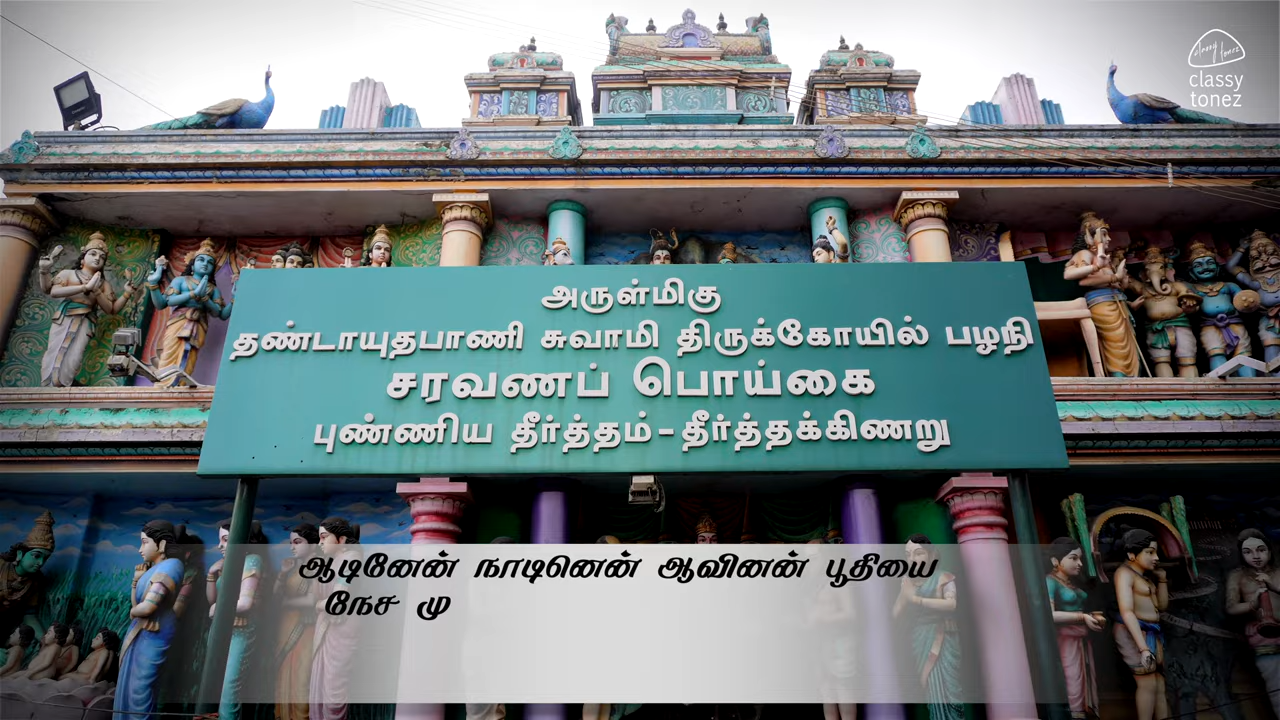 classy
tonez
அருள்மிகு
தண்டாயுதபாணி சுவாமி திருக்கோயில் பழநி
சரவணப் பொய்கை
புண்ணிய தீர்த்தம்-தீர்த்தக்கிணறு
ஆடினேன் நாடினென் ஆவினன் பூதியை
நேச மு